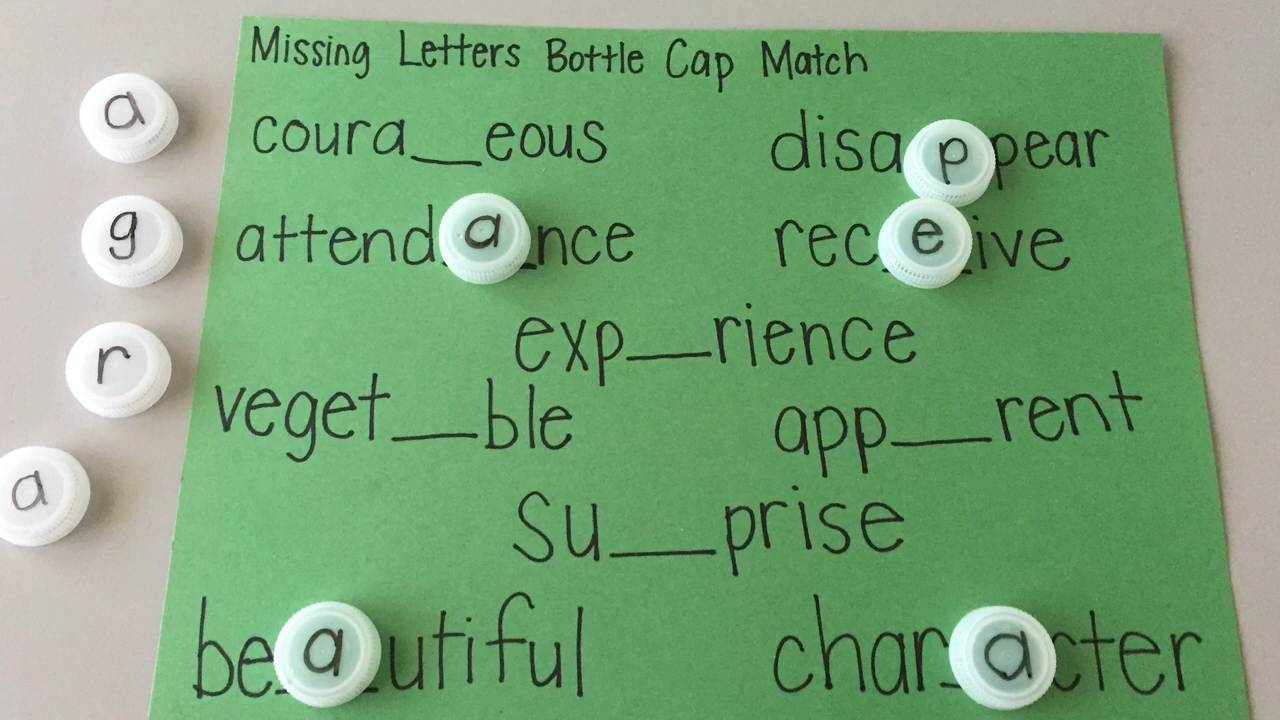 Missing Letters Bottle Cap Match
a
coura__eous disappear
g
attendance receive
exp__rience
r
veget__ble app__rent
a
su__prise
beautiful character